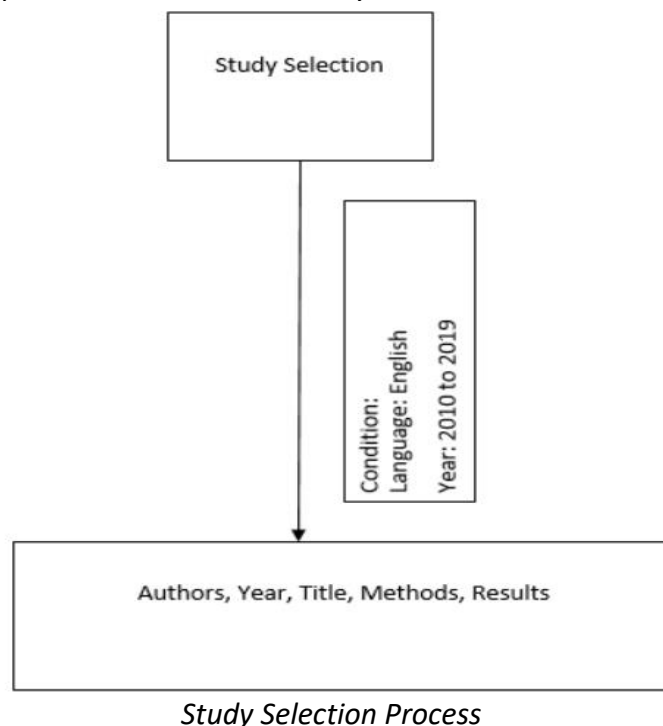 Study Selection
Condition:
Language: English
Year: 2010 to 2019
Authors, Year, Title, Methods, Results
Study Selection Process